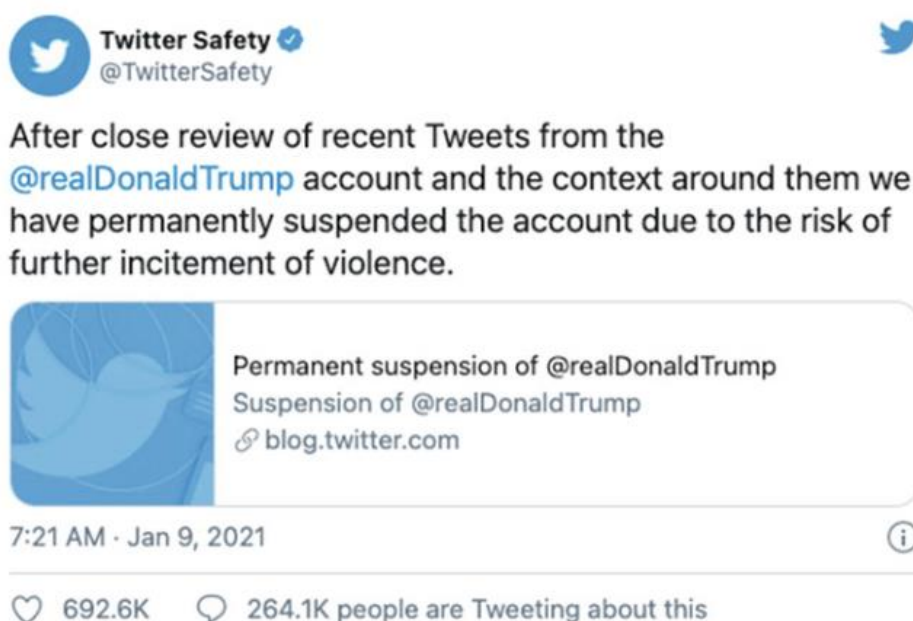 Twitter Safety
@TwitterSafety
After close review of recent Tweets from the
@realDonaldTrump account and the context around them we
have permanently suspended the account due to the risk of
further incitement of violence.
Permanent suspension of @realDonaldTrump
Suspension of @realDonaldTrump
blog.twitter.com
7:21 AM · Jan 9, 2021
692.6K 264.1K people are Tweeting about this